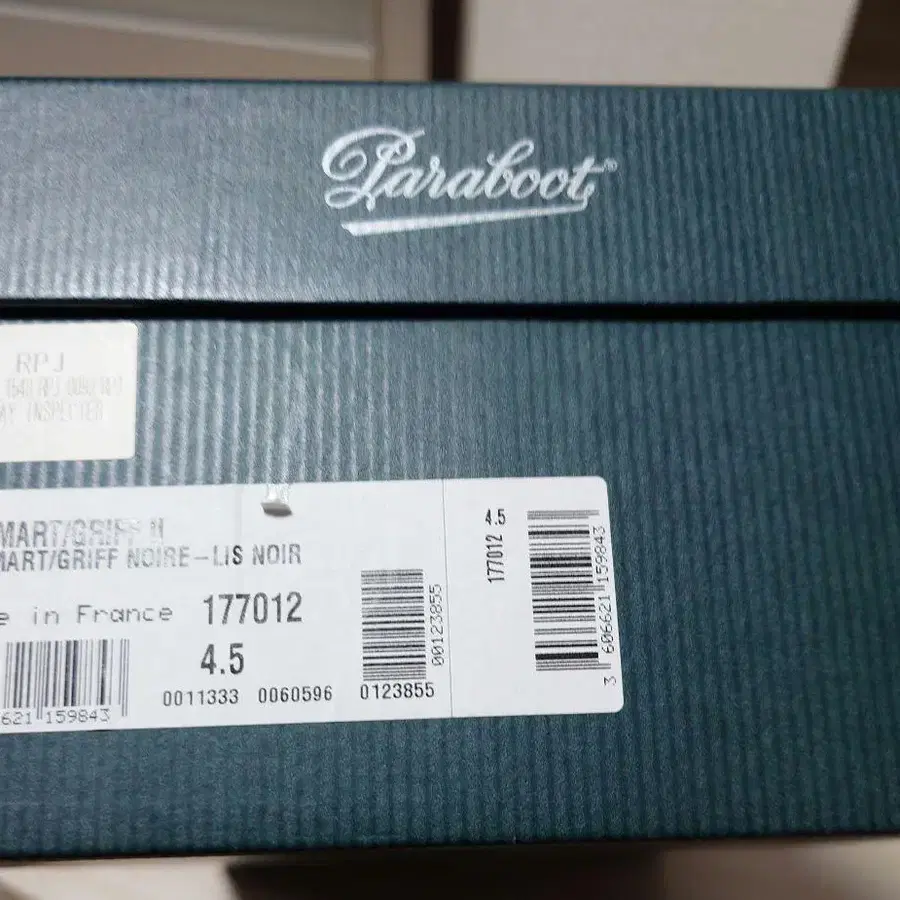 Paraboot®
RPJ
INSPECTER
MART/GRIFF II
MART/GRIFF NOIRE-LIS NOIR
e in France 177012
4.5
0011333 0060596 0123855
621 159843
00123855
4.5
177012
3 606621 159843